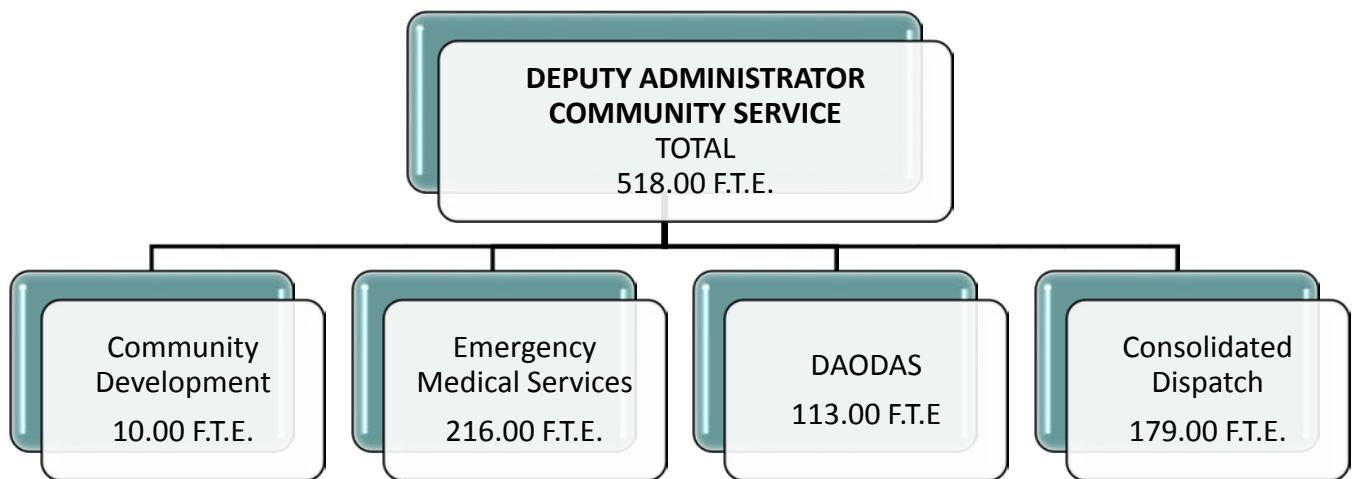 DEPUTY ADMINISTRATOR
COMMUNITY SERVICE
TOTAL
518.00 F.T.E.
Community
Development
10.00 F.T.E.
Emergency
Medical Services
216.00 F.T.E.
DAODAS
113.00 F.T.E
Consolidated
Dispatch
179.00 F.T.E.